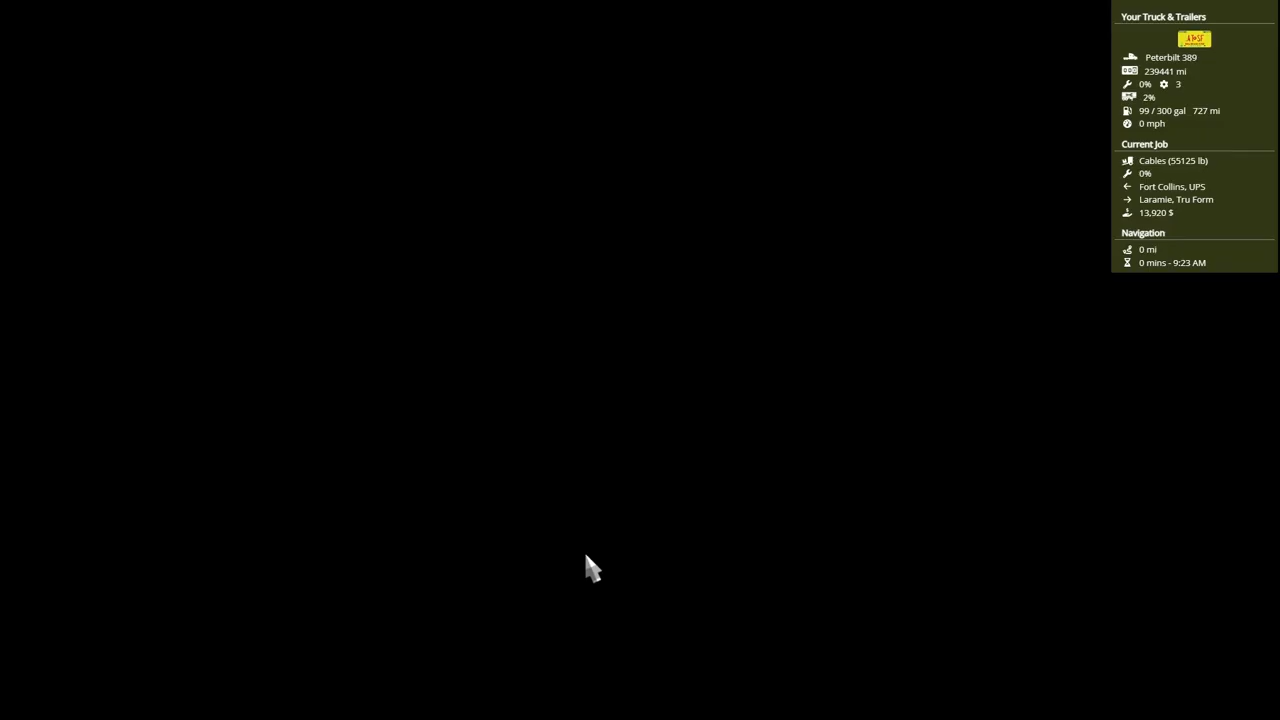 Your Truck & Trailers
Peterbilt 389
239441 mi
0% 3
2%
99 / 300 gal 727 mi
0 mph
Current Job
Cables (55125 lb)
0%
Fort Collins, UPS
Laramie, Tru Form
13,920 $
Navigation
0 mi
0 mins - 9:23 AM